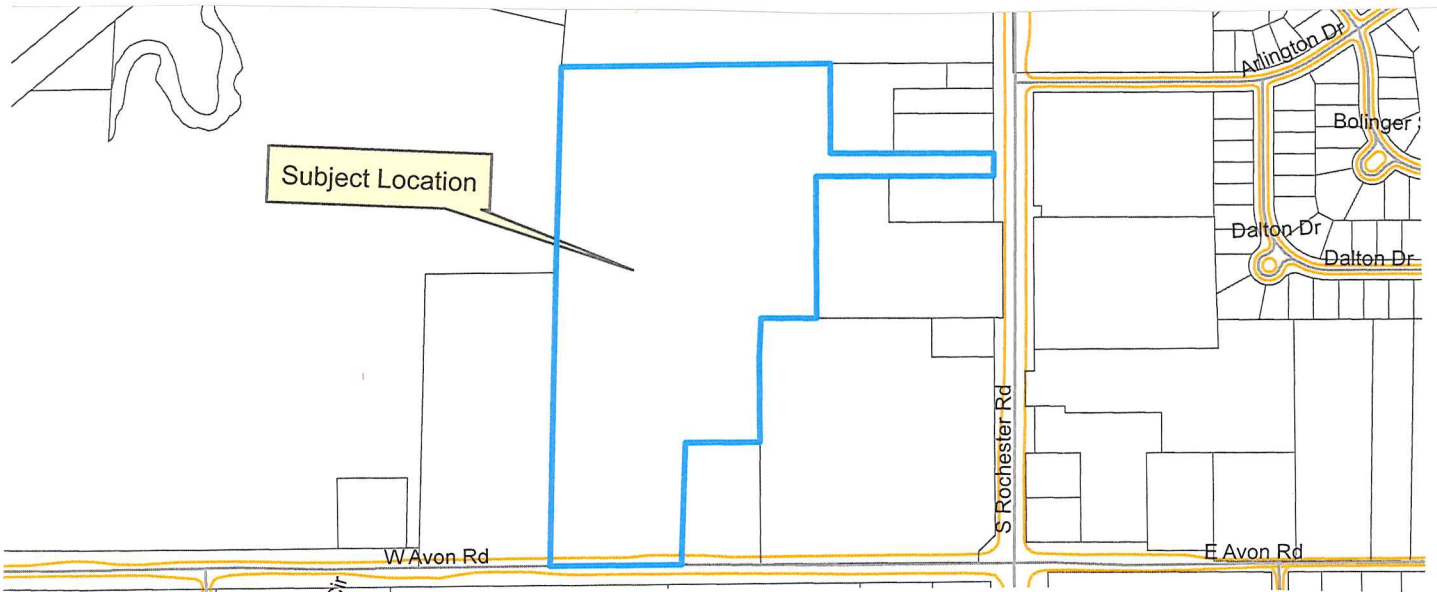 Arlington Dr
Bolinger
Subject Location
Dalton Dr
Dalton Dr
S Rochester Rd
W Avon Rd
E Avon Rd